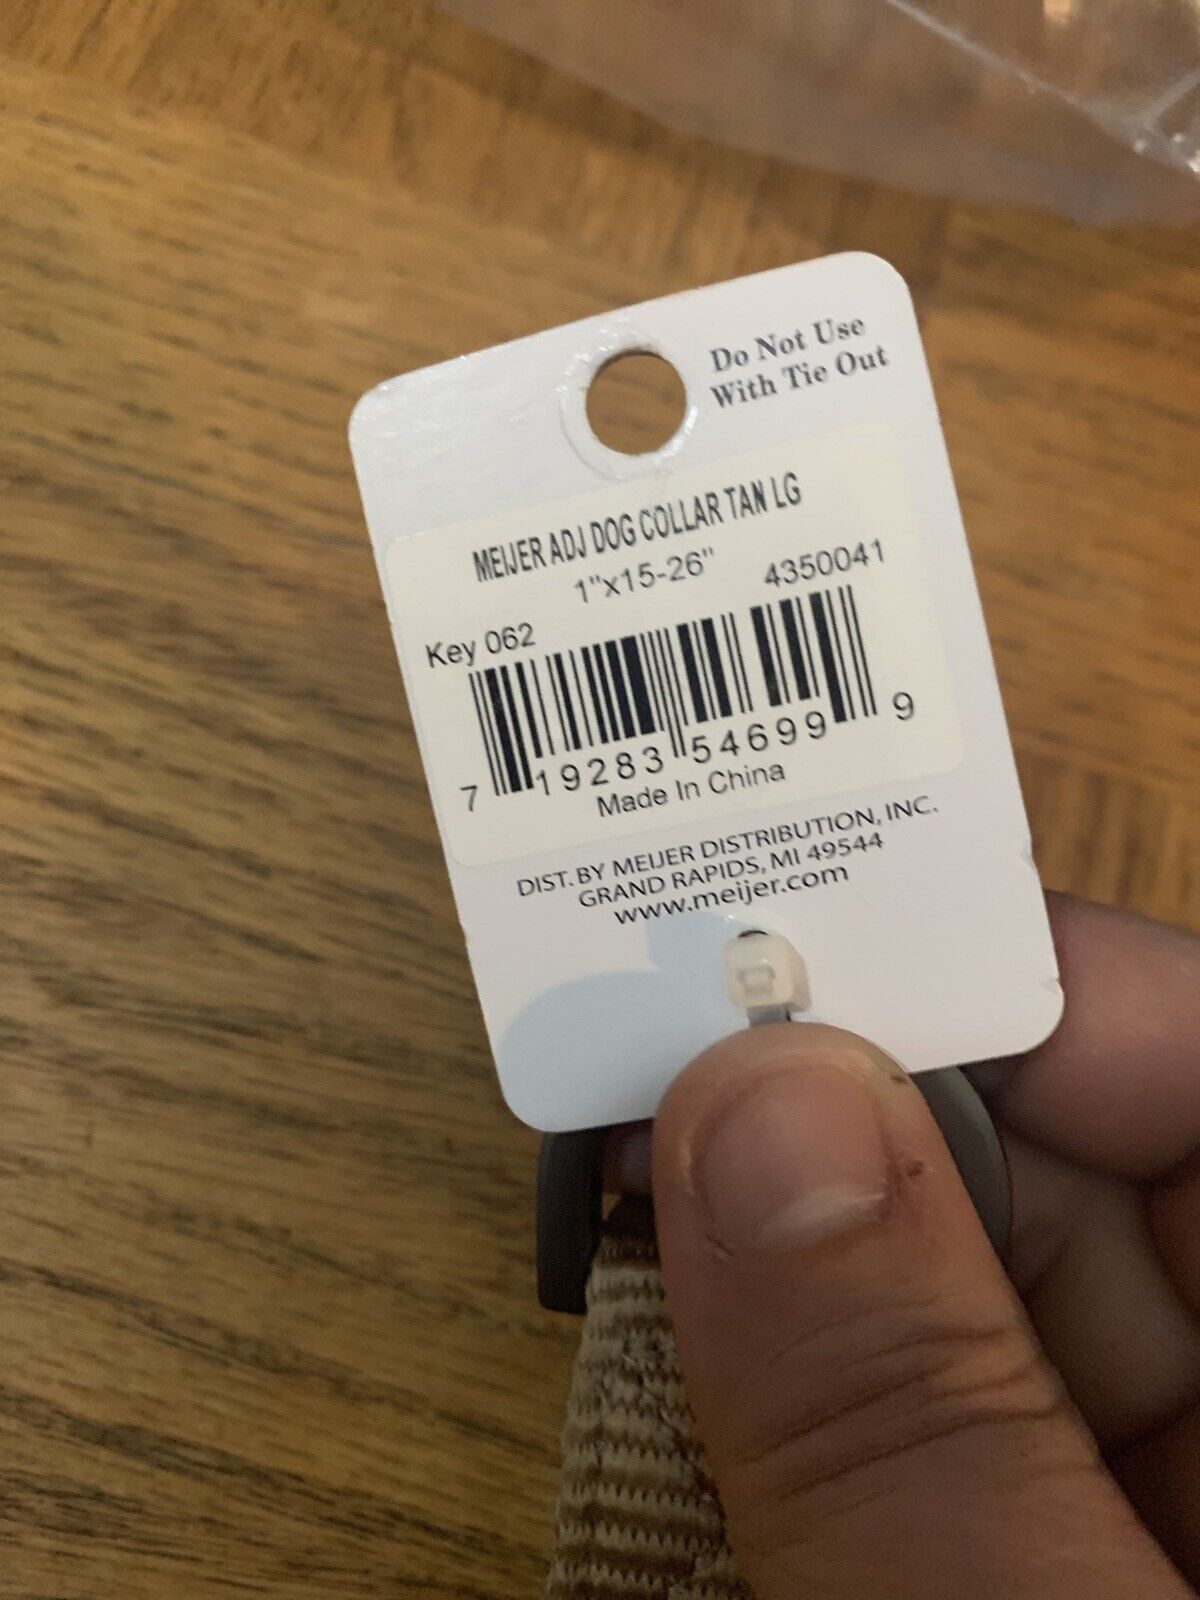 Do Not Use
With Tie Out
MEIJER ADJ DOG COLLAR TAN LG
1"x15-26"
4350041
Key 062
7 19283 54699 9
Made In China
DIST. BY MEIJER DISTRIBUTION, INC.
GRAND RAPIDS, MI 49544
www.meijer.com